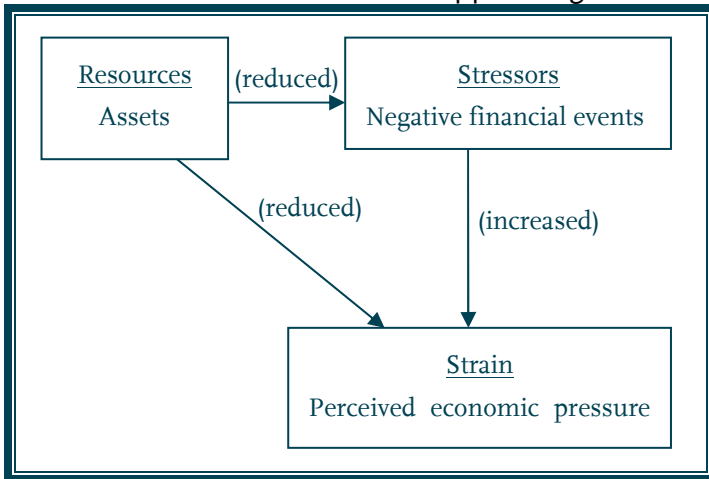 Resources
Assets
(reduced)
Stressors
Negative financial events
(reduced)
(increased)
Strain
Perceived economic pressure